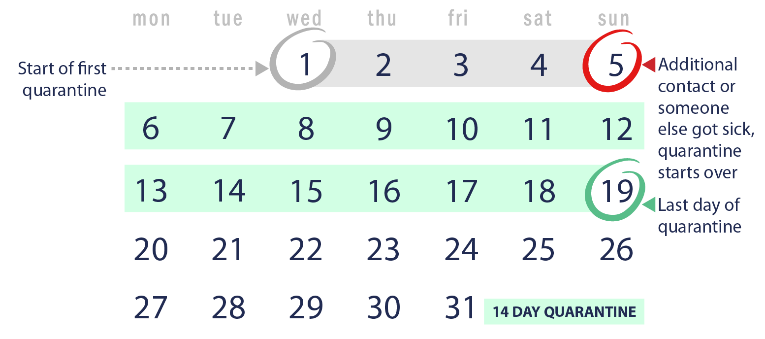 mon tue wed thu fri sat sun
Start of first
quarantine
1 2 3 4 5
Additional
contact or
someone
else got sick,
quarantine
starts over
6 7 8 9 10 11 12
13 14 15 16 17 18 19
Last day of
quarantine
20 21 22 23 24 25 26
27 28 29 30 31
14 DAY QUARANTINE